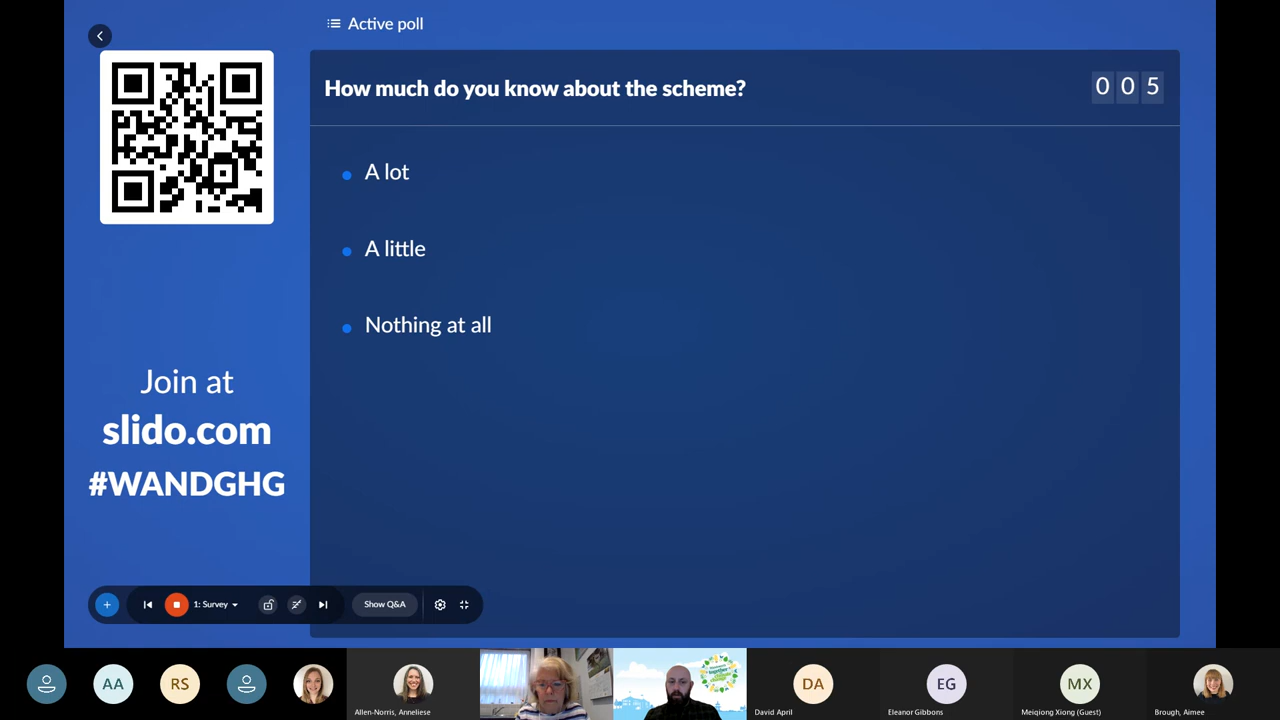 Active poll
How much do you know about the scheme?
0 0 5
A lot
A little
Nothing at all
Join at
slido.com
#WANDGHG
1: Survey
Show Q&A
AA
RS
Allen-Norris, Anneliese
DA
David April
EG
Eleanor Gibbons
MX
Meiqiong Xiong (Guest)
Brough, Aimee